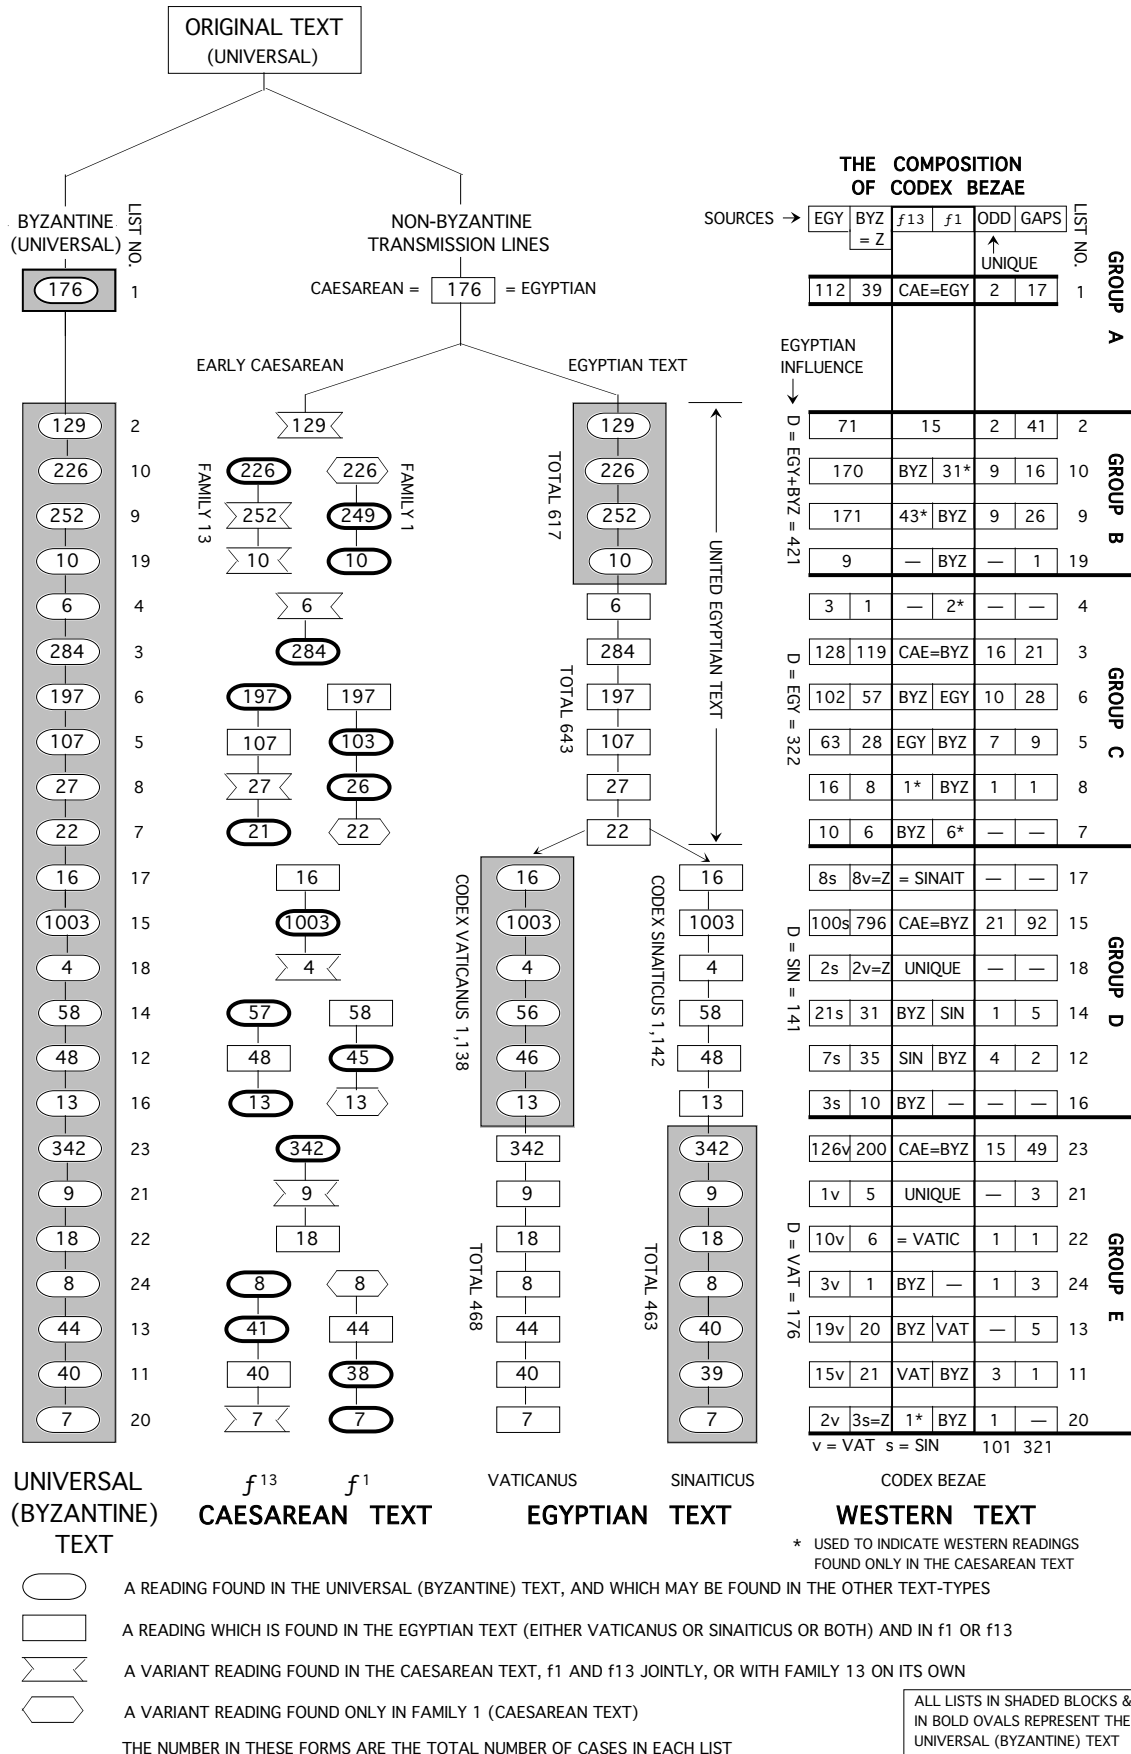 ORIGINAL TEXT
(UNIVERSAL)
THE COMPOSITION
OF CODEX BEZAE
BYZANTINE
(UNIVERSAL)
LIST NO.
NON-BYZANTINE
TRANSMISSION LINES
SOURCES → EGY BYZ = Z f13 f1 ODD GAPS
LIST NO.
UNIQUE
GROUP A
176 1 CAESAREAN = 176 = EGYPTIAN 112 39 CAE=EGY 2 17 1
EARLY CAESAREAN
EGYPTIAN TEXT
EGYPTIAN
INFLUENCE
129 2 129 129 71 15 2 41 2
226 10 226 226 226 170 BYZ 31* 9 16 10
252 9 252 249 252 171 43* BYZ 9 26 9
10 19 10 10 10 9 — BYZ — 1 19
FAMILY 13
FAMILY 1
TOTAL 617
UNITED EGYPTIAN TEXT
D = EGY+BYZ = 421
GROUP B
6 4 6 6 3 1 — 2* — — 4
284 3 284 284 128 119 CAE=BYZ 16 21 3
197 6 197 197 197 102 57 BYZ EGY 10 28 6
107 5 107 103 107 63 28 EGY BYZ 7 9 5
27 8 27 26 27 16 8 1* BYZ 1 1 8
22 7 21 22 22 10 6 BYZ 6* — — 7
TOTAL 643
D = EGY = 322
GROUP C
16 17 16 16 16 8s 8v=Z = SINAIT — — 17
1003 15 1003 1003 1003 100s 796 CAE=BYZ 21 92 15
4 18 4 4 4 2s 2v=Z UNIQUE — — 18
58 14 57 58 56 58 21s 31 BYZ SIN 1 5 14
48 12 48 45 46 48 7s 35 SIN BYZ 4 2 12
13 16 13 13 13 13 3s 10 BYZ — — — 16
CODEX VATICANUS 1,138
CODEX SINAITICUS 1,142
D = SIN = 141
GROUP D
342 23 342 342 342 126v 200 CAE=BYZ 15 49 23
9 21 9 9 9 1v 5 UNIQUE — 3 21
18 22 18 18 18 10v 6 = VATIC 1 1 22
8 24 8 8 8 8 3v 1 BYZ — 1 3 24
44 13 41 44 44 40 19v 20 BYZ VAT — 5 13
40 11 40 38 40 39 15v 21 VAT BYZ 3 1 11
7 20 7 7 7 7 2v 3s=Z 1* BYZ 1 — 20
TOTAL 468
TOTAL 463
D = VAT = 176
GROUP E
v = VAT s = SIN 101 321
UNIVERSAL
(BYZANTINE)
TEXT
f 13 f 1
CAESAREAN TEXT
VATICANUS SINAITICUS
EGYPTIAN TEXT
CODEX BEZAE
WESTERN TEXT
* USED TO INDICATE WESTERN READINGS
FOUND ONLY IN THE CAESAREAN TEXT
A READING FOUND IN THE UNIVERSAL (BYZANTINE) TEXT, AND WHICH MAY BE FOUND IN THE OTHER TEXT-TYPES
A READING WHICH IS FOUND IN THE EGYPTIAN TEXT (EITHER VATICANUS OR SINAITICUS OR BOTH) AND IN f1 OR f13
A VARIANT READING FOUND IN THE CAESAREAN TEXT, f1 AND f13 JOINTLY, OR WITH FAMILY 13 ON ITS OWN
A VARIANT READING FOUND ONLY IN FAMILY 1 (CAESAREAN TEXT)
THE NUMBER IN THESE FORMS ARE THE TOTAL NUMBER OF CASES IN EACH LIST
ALL LISTS IN SHADED BLOCKS &
IN BOLD OVALS REPRESENT THE
UNIVERSAL (BYZANTINE) TEXT